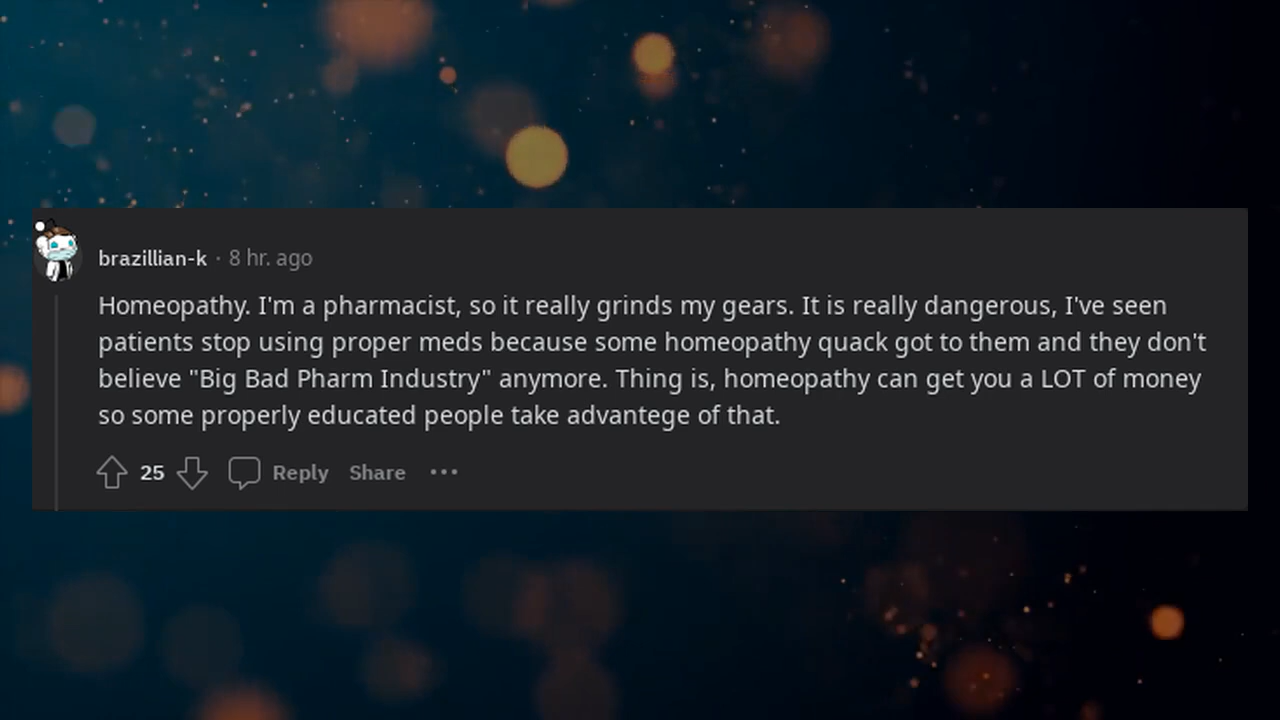 brazillian-k · 8 hr. ago
Homeopathy. I'm a pharmacist, so it really grinds my gears. It is really dangerous, I've seen
patients stop using proper meds because some homeopathy quack got to them and they don't
believe "Big Bad Pharm Industry" anymore. Thing is, homeopathy can get you a LOT of money
so some properly educated people take advantege of that.
25 Reply Share ···